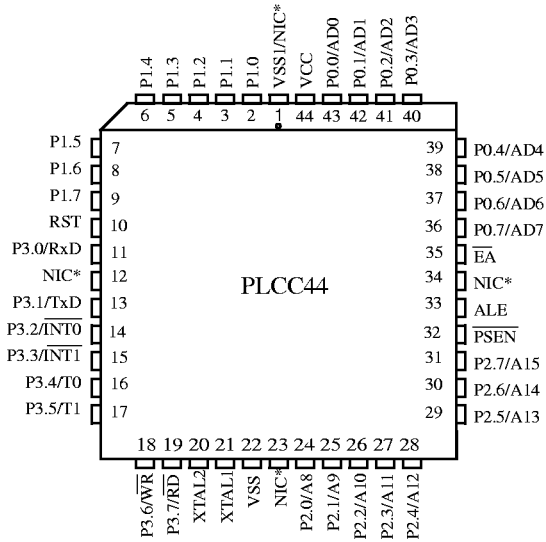 P1.4
P1.3
P1.2
P1.1
P1.0
VSS1/NIC*
VCC
P0.0/AD0
P0.1/AD1
P0.2/AD2
P0.3/AD3
6 5 4 3 2 1 44 43 42 41 40
P1.5 7
P1.6 8
P1.7 9
RST 10
P3.0/RxD 11
NIC* 12
P3.1/TxD 13
P3.2/INT0 14
P3.3/INT1 15
P3.4/T0 16
P3.5/T1 17
PLCC44
39 P0.4/AD4
38 P0.5/AD5
37 P0.6/AD6
36 P0.7/AD7
35 EA
34 NIC*
33 ALE
32 PSEN
31 P2.7/A15
30 P2.6/A14
29 P2.5/A13
18 19 20 21 22 23 24 25 26 27 28
P3.6/WR
P3.7/RD
XTAL2
XTAL1
VSS
NIC*
P2.0/A8
P2.1/A9
P2.2/A10
P2.3/A11
P2.4/A12